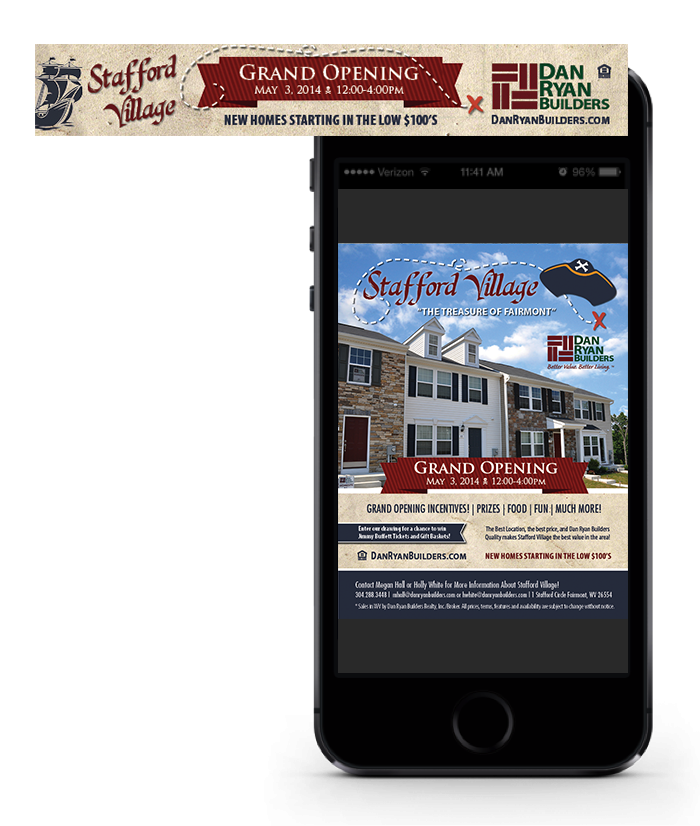 Stafford
Village
GRAND OPENING
MAY 3, 2014 12:00-4:00PM
NEW HOMES STARTING IN THE LOW $100'S
DAN
RYAN
BUILDERS
DANRYANBUILDERS.COM
Verizon 11:41 AM 96%
Stafford Village
"THE TREASURE OF FAIRMONT"
DAN
RYAN
BUILDERS
Better Value. Better Living.™
GRAND OPENING
MAY 3, 2014 12:00-4:00PM
GRAND OPENING INCENTIVES! | PRIZES | FOOD | FUN | MUCH MORE!
Enter our drawing for a chance to win
Jimmy Buffett Tickets and Gift Baskets!
The Best Location, the best price, and Dan Ryan Builders
Quality makes Stafford Village the best value in the area!
DANRYANBUILDERS.COM
NEW HOMES STARTING IN THE LOW $100'S
Contact Megan Hall or Holly White for More Information About Stafford Village!
304.288.3448 | mhall@danryanbuilders.com or hwhite@danryanbuilders.com | 1 Stafford Circle Fairmont, WV 26554
* Sales in WV by Dan Ryan Builders Realty, Inc./Broker. All prices, terms, features and availability are subject to change without notice.